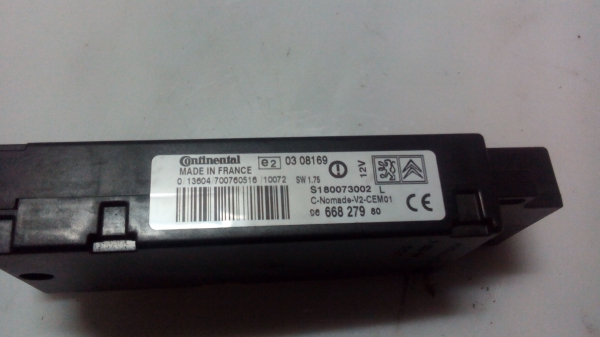 Continental e2 03 08169 12V
MADE IN FRANCE
0 13604 700760516 10072 SW 1.76
S180073002 L
C-Nomade-V2-CEM01
96 668 279 80 CE